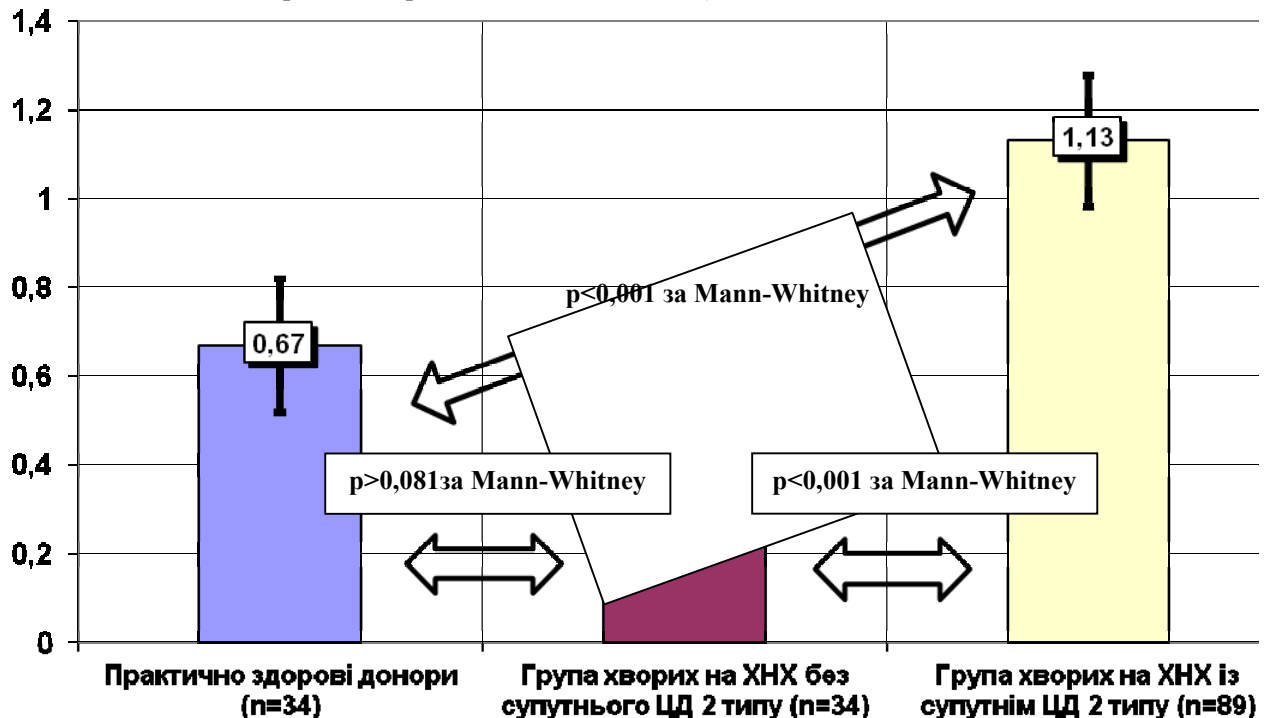 1,4
1,2
1
0,8
0,6
0,4
0,2
0
1,13
0,67
p<0,001 за Mann-Whitney
p>0,081за Mann-Whitney
p<0,001 за Mann-Whitney
Практично здорові донори
(n=34)
Група хворих на ХНХ без
супутнього ЦД 2 типу (n=34)
Група хворих на ХНХ із
супутнім ЦД 2 типу (n=89)